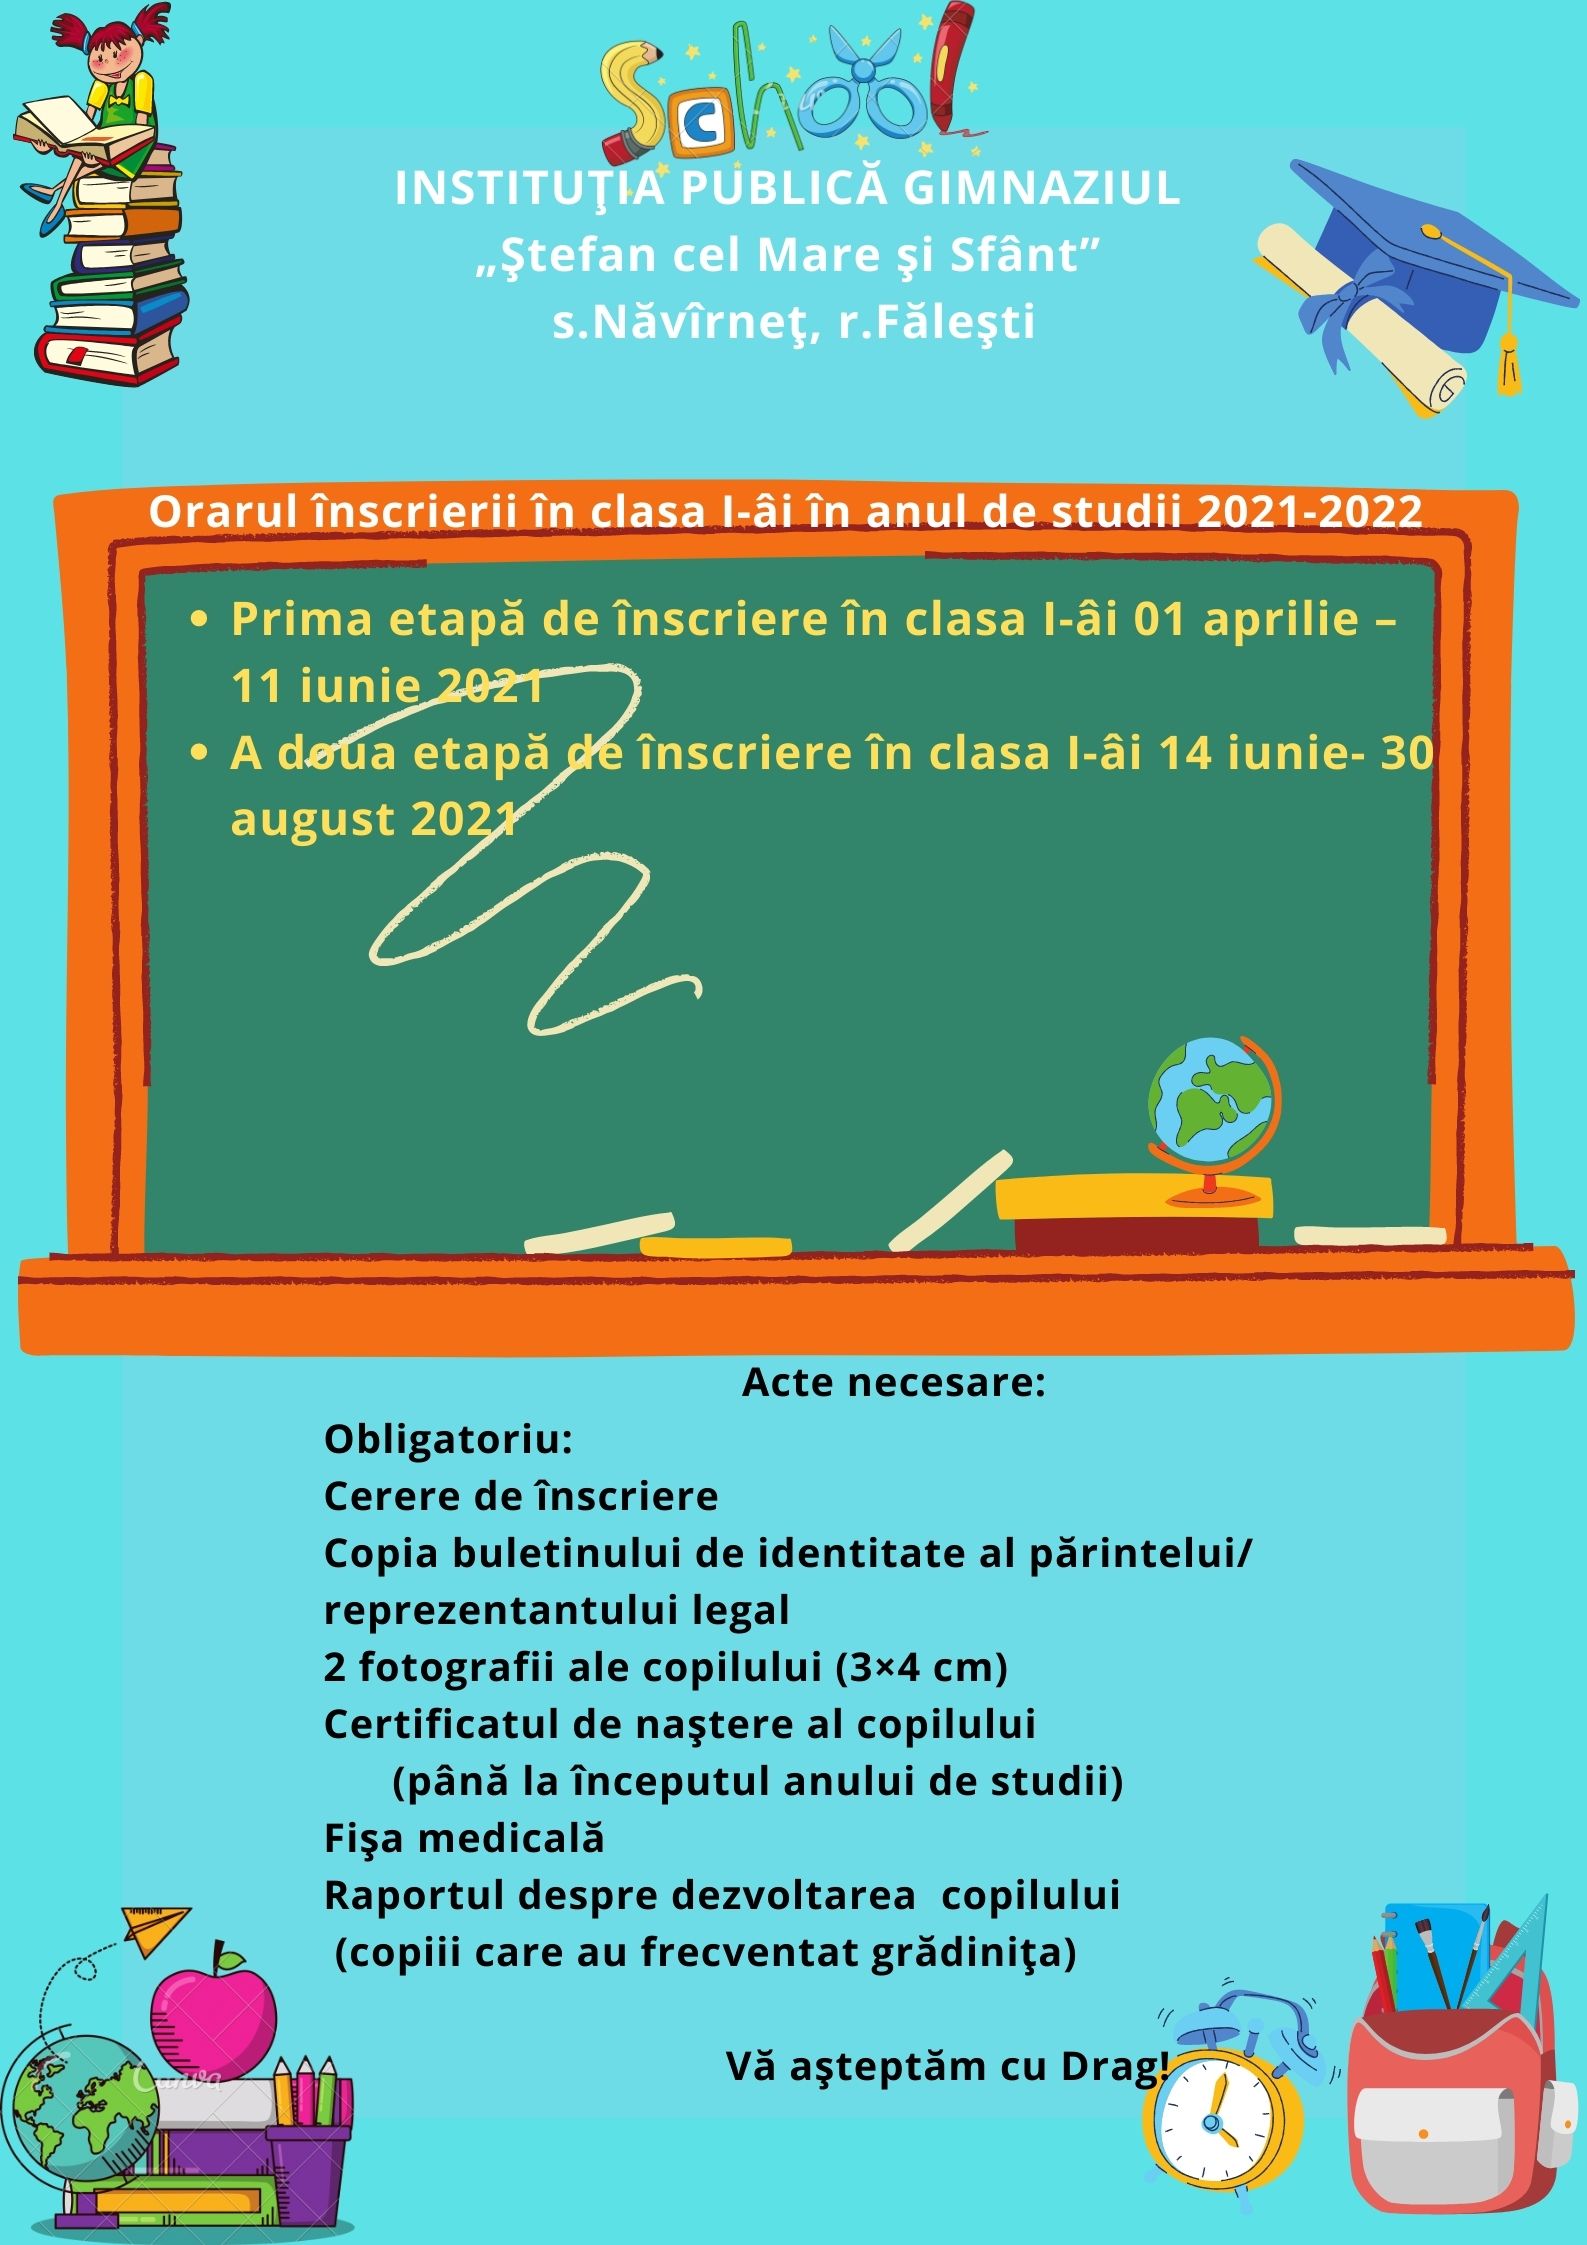 School
INSTITUŢIA PUBLICĂ GIMNAZIUL
„Ştefan cel Mare şi Sfânt”
s.Năvîrneţ, r.Făleşti
Orarul înscrierii în clasa I-âi în anul de studii 2021-2022
• Prima etapă de înscriere în clasa I-âi 01 aprilie –
11 iunie 2021
• A doua etapă de înscriere în clasa I-âi 14 iunie- 30
august 2021
Acte necesare:
Obligatoriu:
Cerere de înscriere
Copia buletinului de identitate al părintelui/
reprezentantului legal
2 fotografii ale copilului (3×4 cm)
Certificatul de naştere al copilului
(până la începutul anului de studii)
Fişa medicală
Raportul despre dezvoltarea  copilului
(copiii care au frecventat grădiniţa)
Vă aşteptăm cu Drag!
Canva